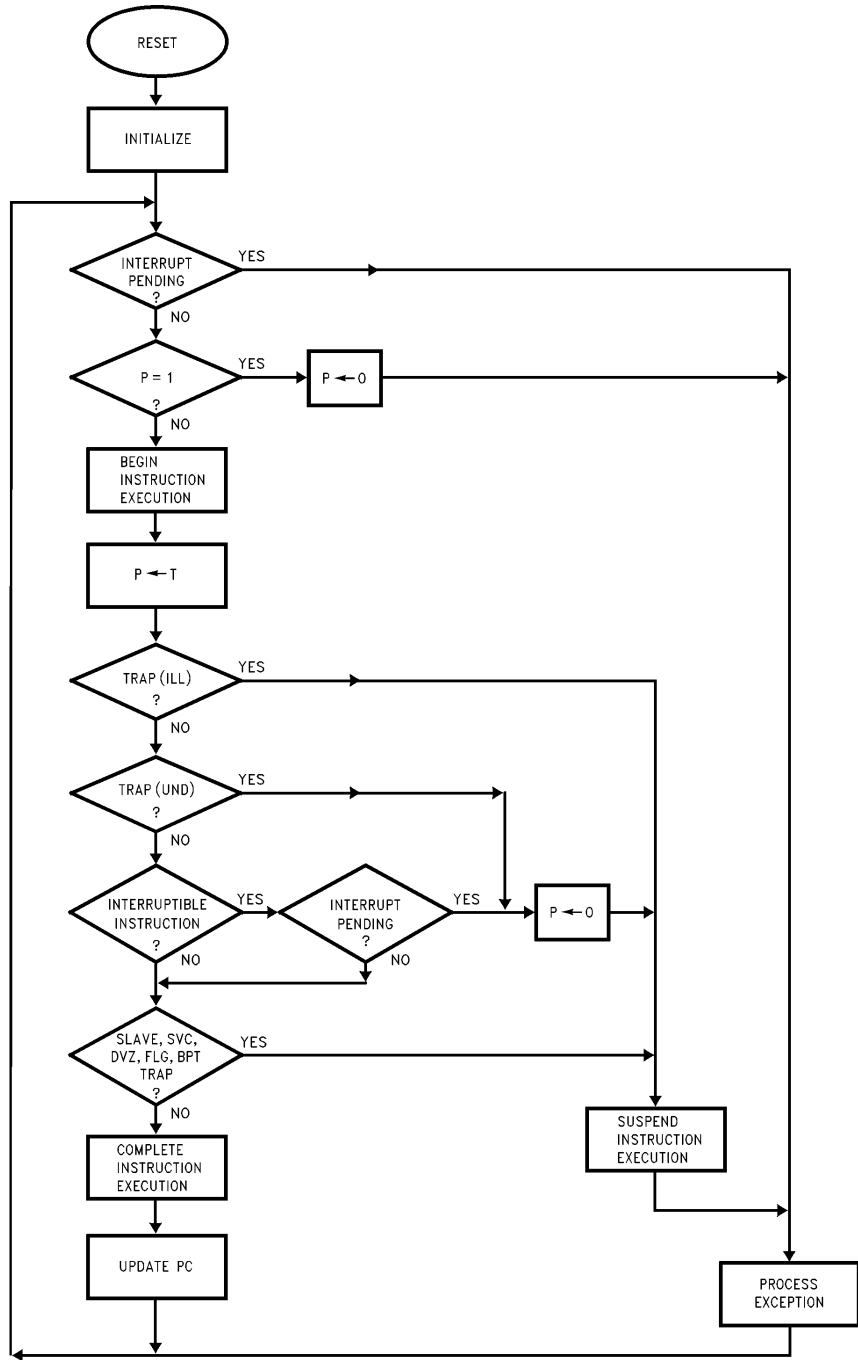 RESET
INITIALIZE
INTERRUPT
PENDING
?
YES
NO
P = 1
?
YES
NO
P ← 0
BEGIN
INSTRUCTION
EXECUTION
P ← T
TRAP (ILL)
?
YES
NO
TRAP (UND)
?
YES
NO
INTERRUPTIBLE
INSTRUCTION
?
YES
NO
INTERRUPT
PENDING
?
YES
NO
P ← 0
SLAVE, SVC,
DVZ, FLG, BPT
TRAP
?
YES
NO
SUSPEND
INSTRUCTION
EXECUTION
COMPLETE
INSTRUCTION
EXECUTION
UPDATE PC
PROCESS
EXCEPTION